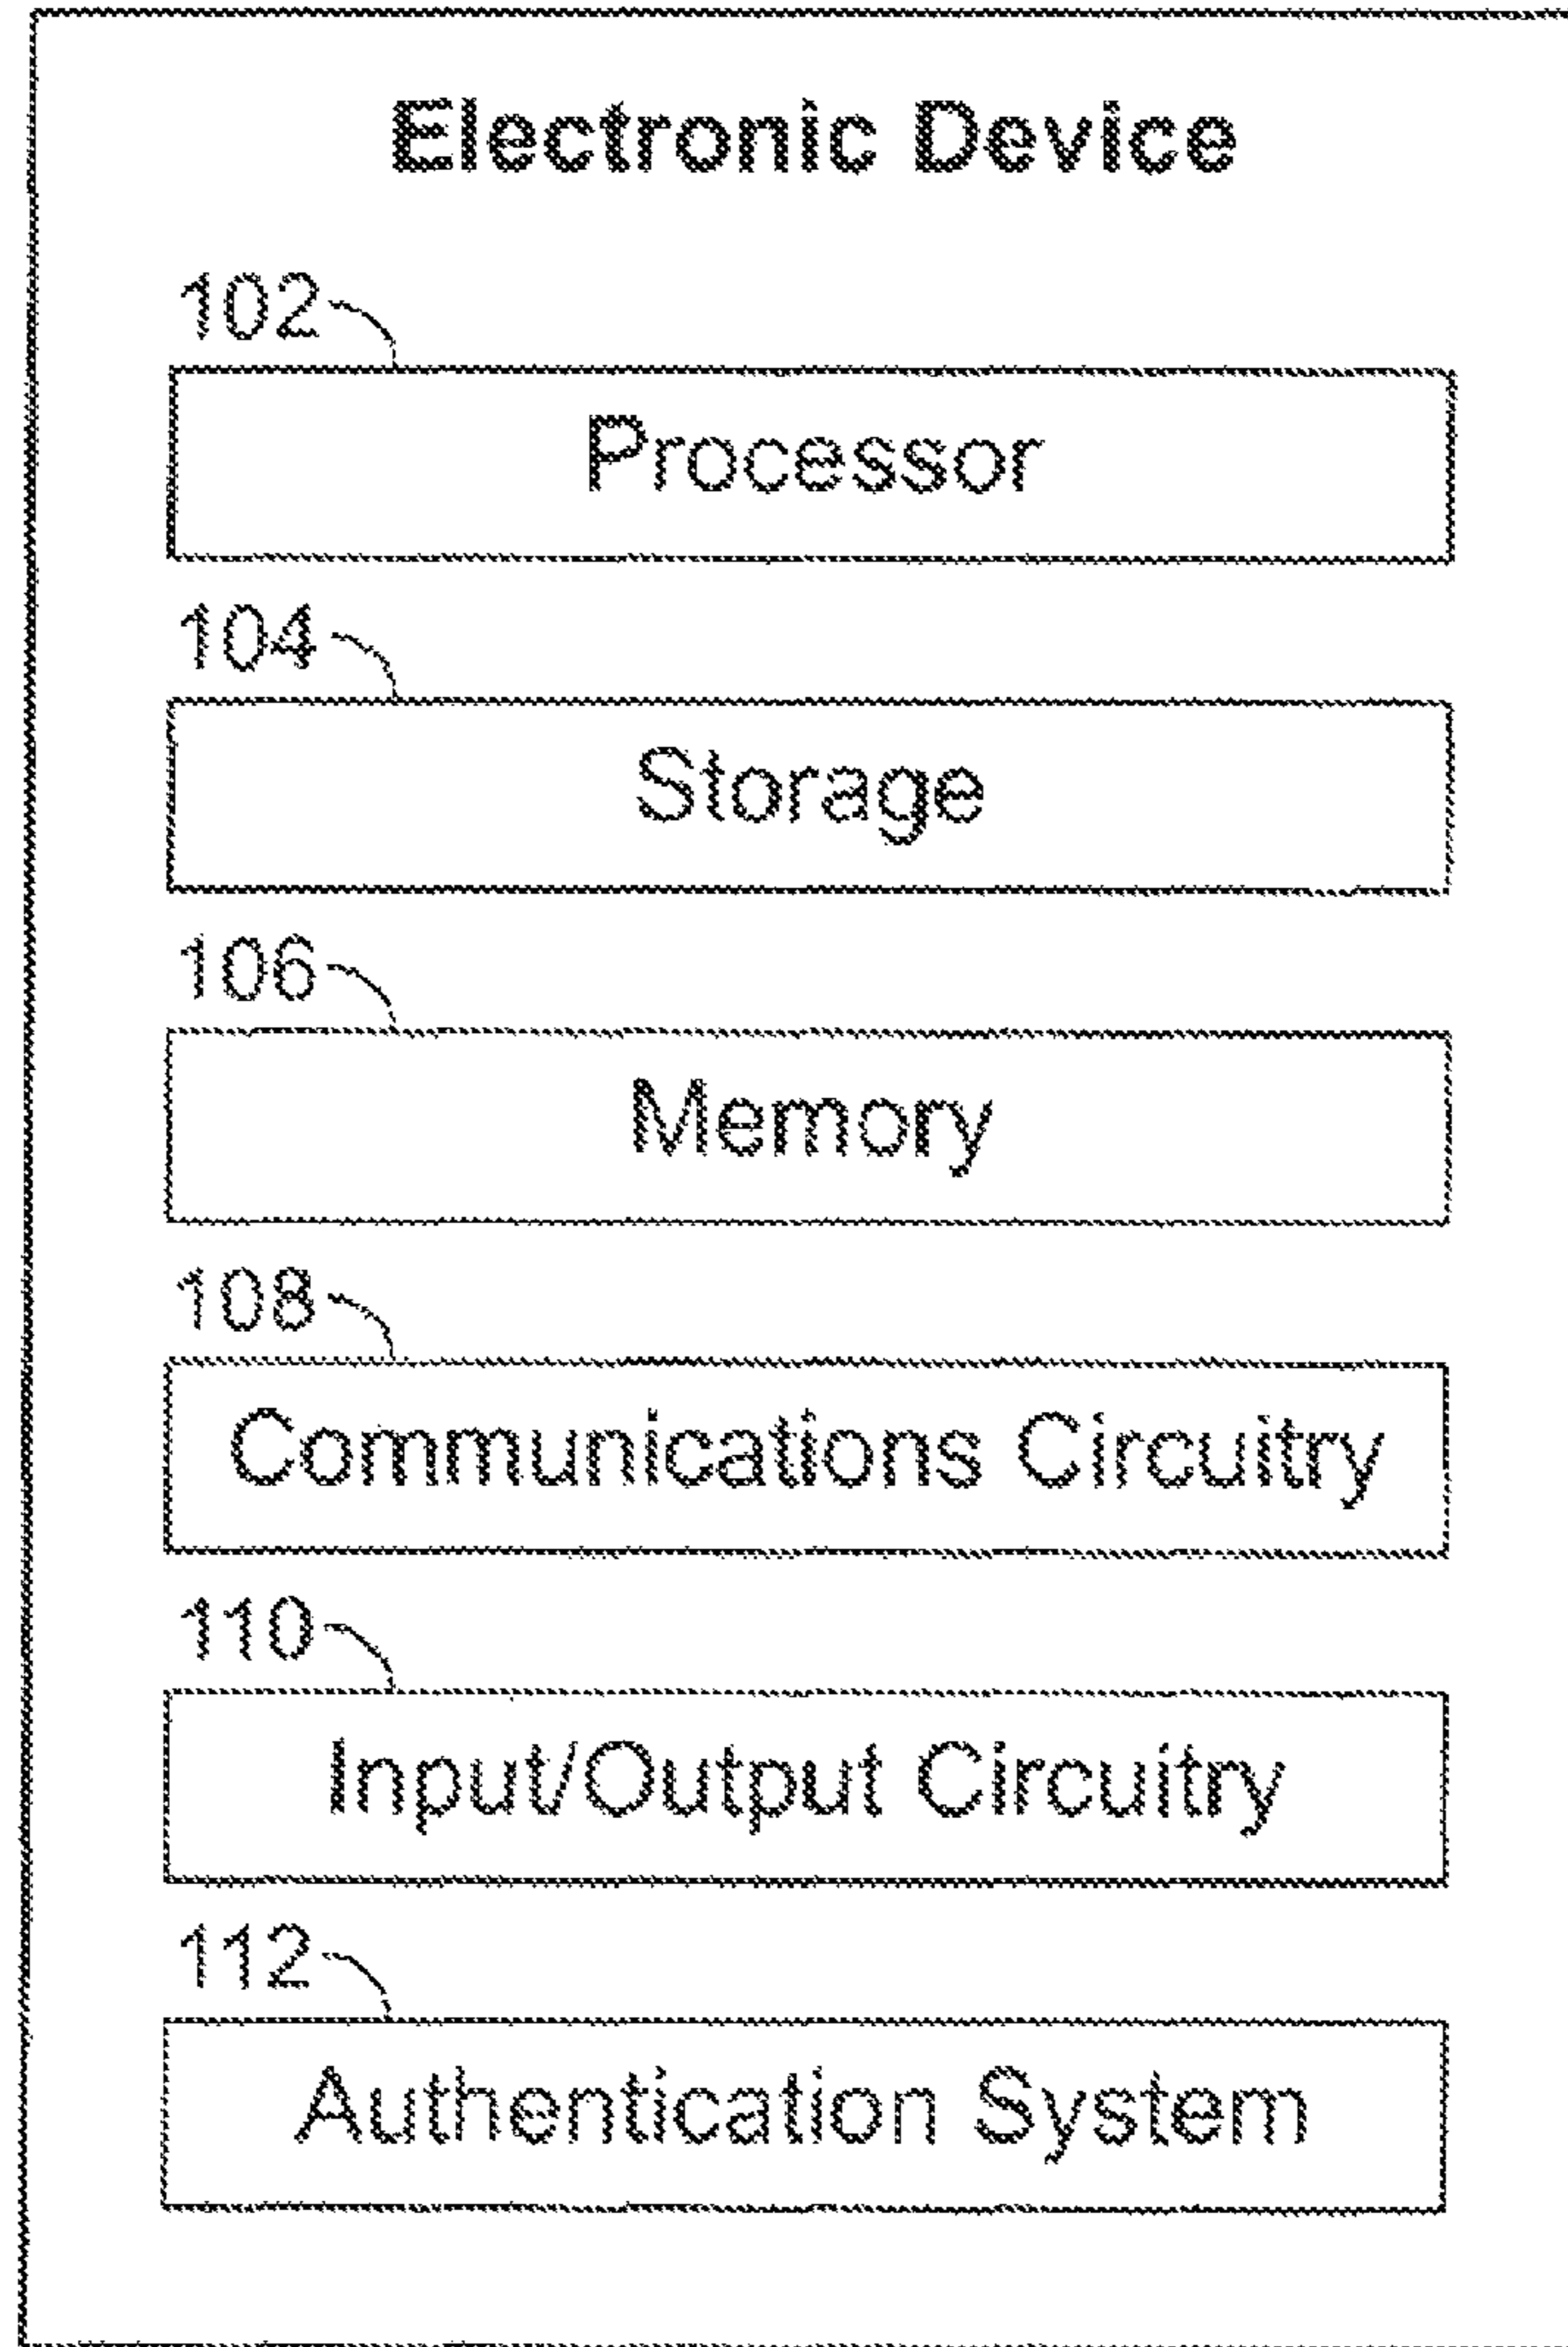 Electronic Device
102
Processor
104
Storage
106
Memory
108
Communications Circuitry
110
Input/Output Circuitry
112
Authentication System